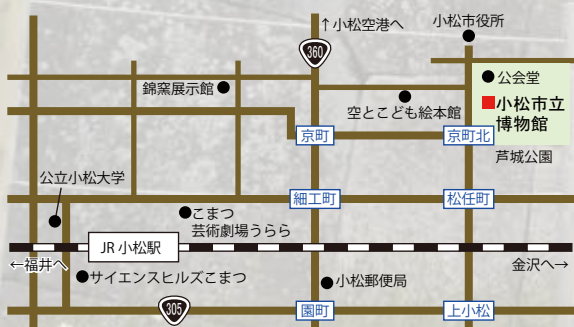 ↑小松空港へ
小松市役所
360
公会堂
錦窯展示館
小松市立
博物館
空とこども絵本館
京町
京町北
芦城公園
公立小松大学
細工町
松任町
こまつ
芸術劇場うらら
JR小松駅
←福井へ
金沢へ→
サイエンスヒルズこまつ
小松郵便局
305
園町
上小松